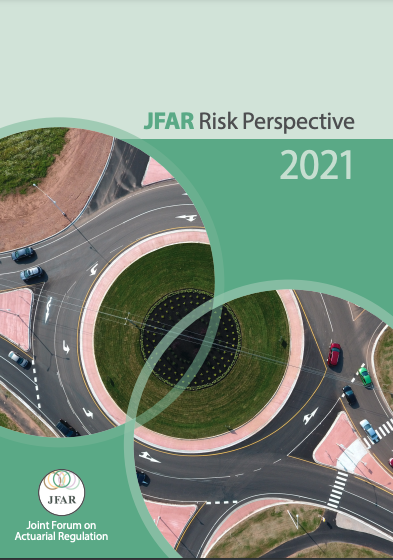 JFAR Risk Perspective
2021
JFAR
Joint Forum on
Actuarial Regulation